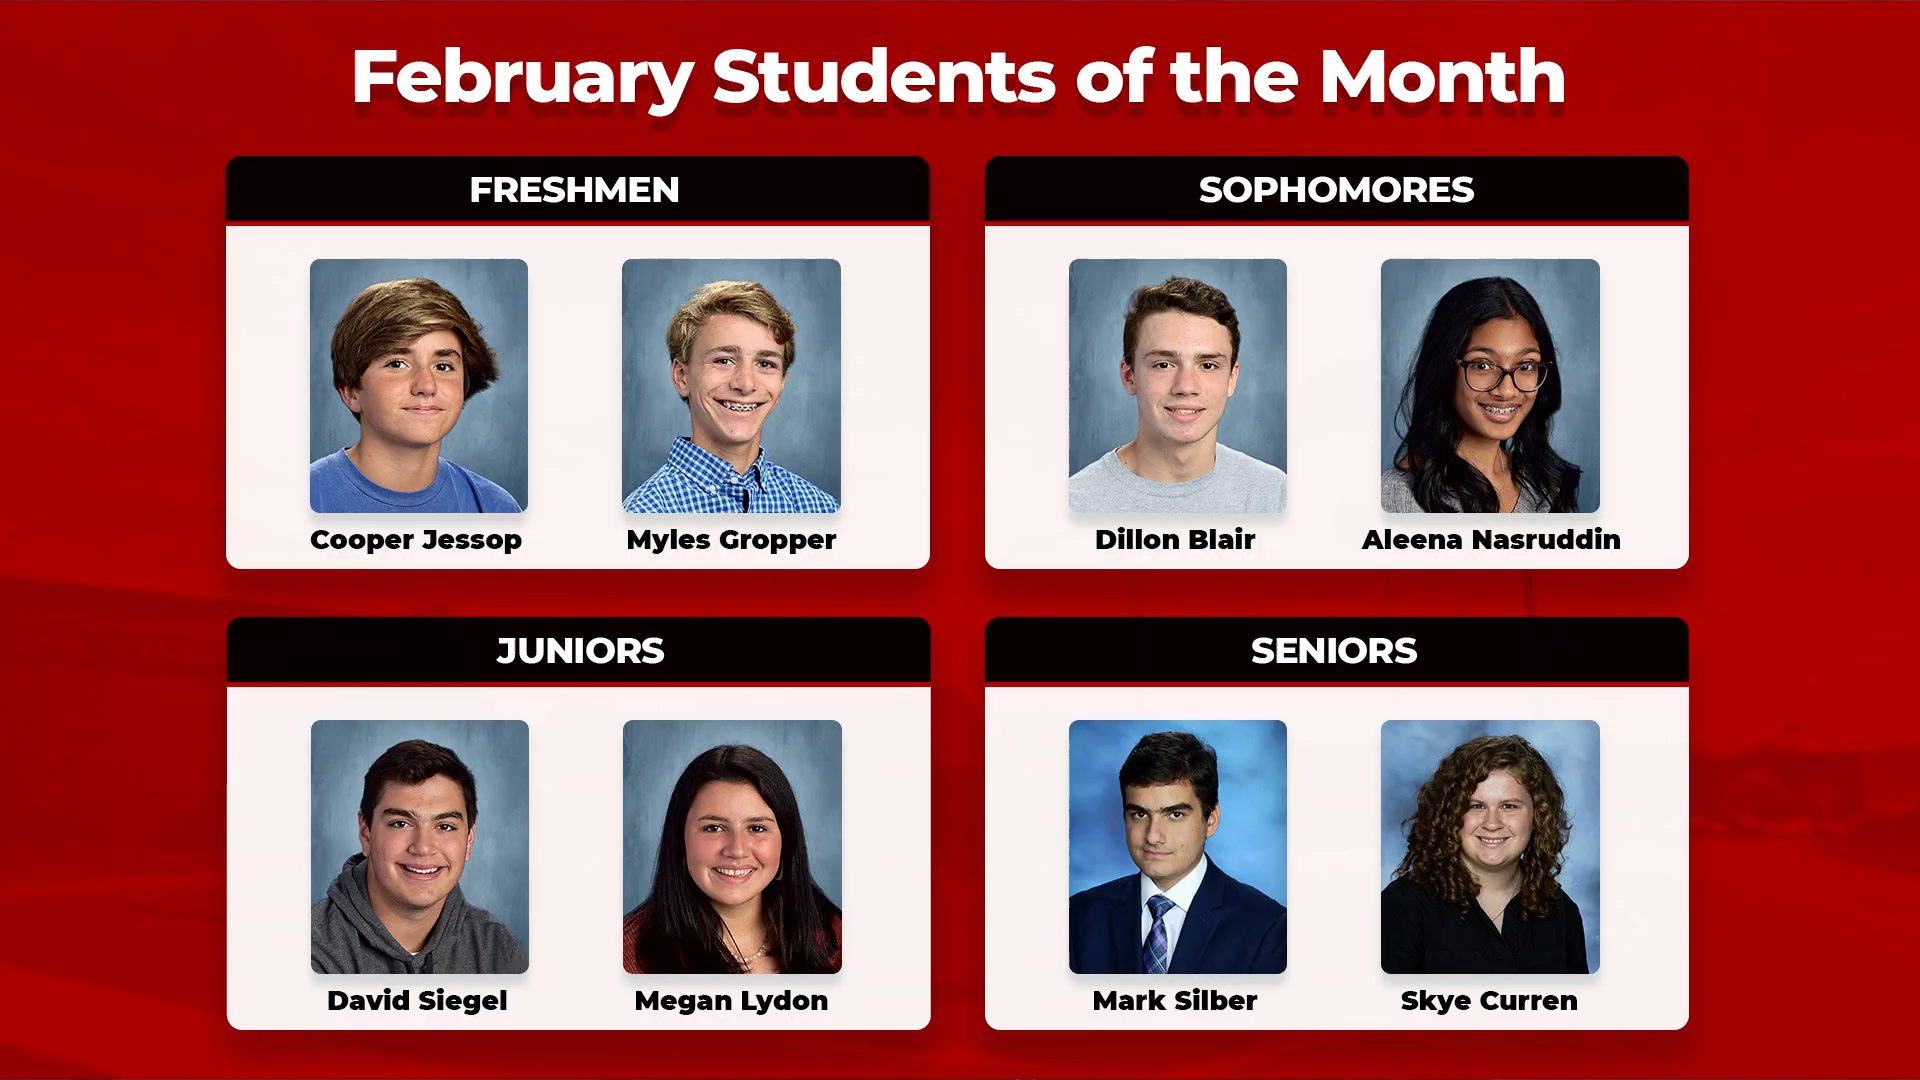 February Students of the Month
FRESHMEN
Cooper Jessop
Myles Gropper
SOPHOMORES
Dillon Blair
Aleena Nasruddin
JUNIORS
David Siegel
Megan Lydon
SENIORS
Mark Silber
Skye Curren